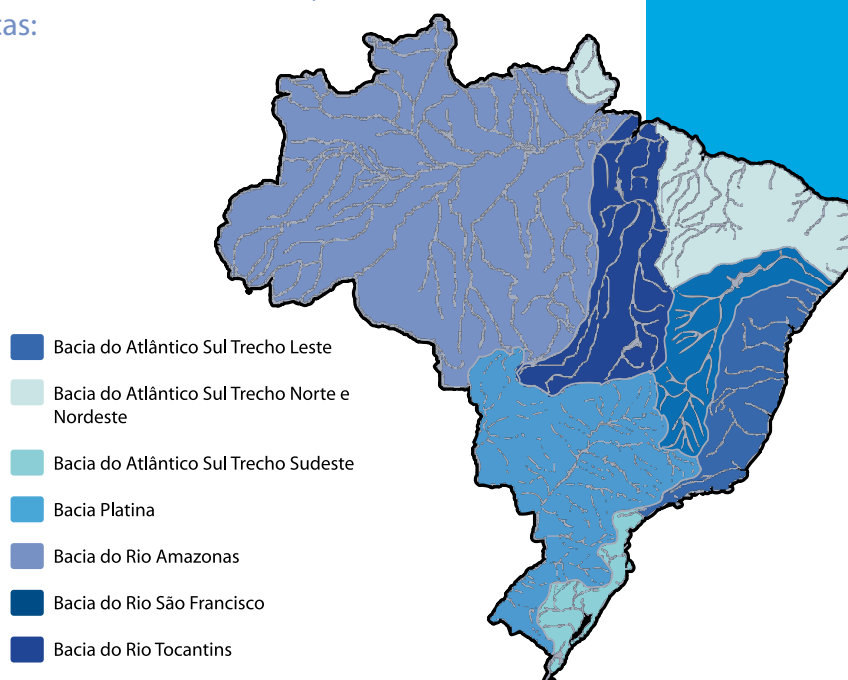 Bacia do Atlântico Sul Trecho Leste
Bacia do Atlântico Sul Trecho Norte e
Nordeste
Bacia do Atlântico Sul Trecho Sudeste
Bacia Platina
Bacia do Rio Amazonas
Bacia do Rio São Francisco
Bacia do Rio Tocantins